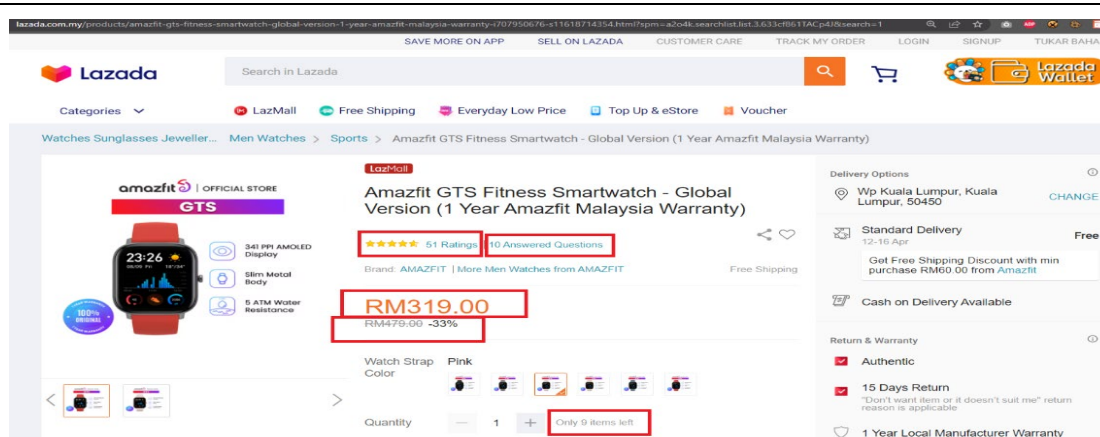 lazada.com.my/products/amazfit-gts-fitness-smartwatch-global-version-1-year-amazfit-malaysia-warranty-i707950676-s11618714354.html?spm=a2o4k.searchlist.list.3.633cf861TACp4J&search=1
SAVE MORE ON APP SELL ON LAZADA CUSTOMER CARE TRACK MY ORDER LOGIN SIGNUP TUKAR BAHA
Lazada
Search in Lazada
Lazada
Wallet
Categories LazMall Free Shipping Everyday Low Price Top Up & eStore Voucher
Watches Sunglasses Jeweller... Men Watches > Sports > Amazfit GTS Fitness Smartwatch - Global Version (1 Year Amazfit Malaysia Warranty)
amazfit | OFFICIAL STORE
GTS
23:26
341 PPI AMOLED
Display
Slim Metal
Body
5 ATM Water
Resistance
100%
ORIGINAL
LazMall
Amazfit GTS Fitness Smartwatch - Global
Version (1 Year Amazfit Malaysia Warranty)
51 Ratings 10 Answered Questions
Brand: AMAZFIT | More Men Watches from AMAZFIT Free Shipping
RM319.00
RM479.00 -33%
Watch Strap Pink
Color
Quantity 1 Only 9 items left
Delivery Options
Wp Kuala Lumpur, Kuala
Lumpur, 50450
CHANGE
Standard Delivery Free
12-16 Apr
Get Free Shipping Discount with min
purchase RM60.00 from Amazfit
Cash on Delivery Available
Return & Warranty
Authentic
15 Days Return
"Don't want item or it doesn't suit me" return
reason is applicable
1 Year Local Manufacturer Warranty